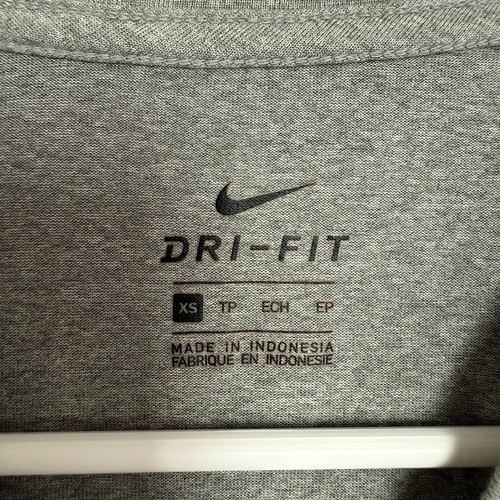 DRI-FIT
XS TP ECH EP
MADE IN INDONESIA
FABRIQUE EN INDONESIE